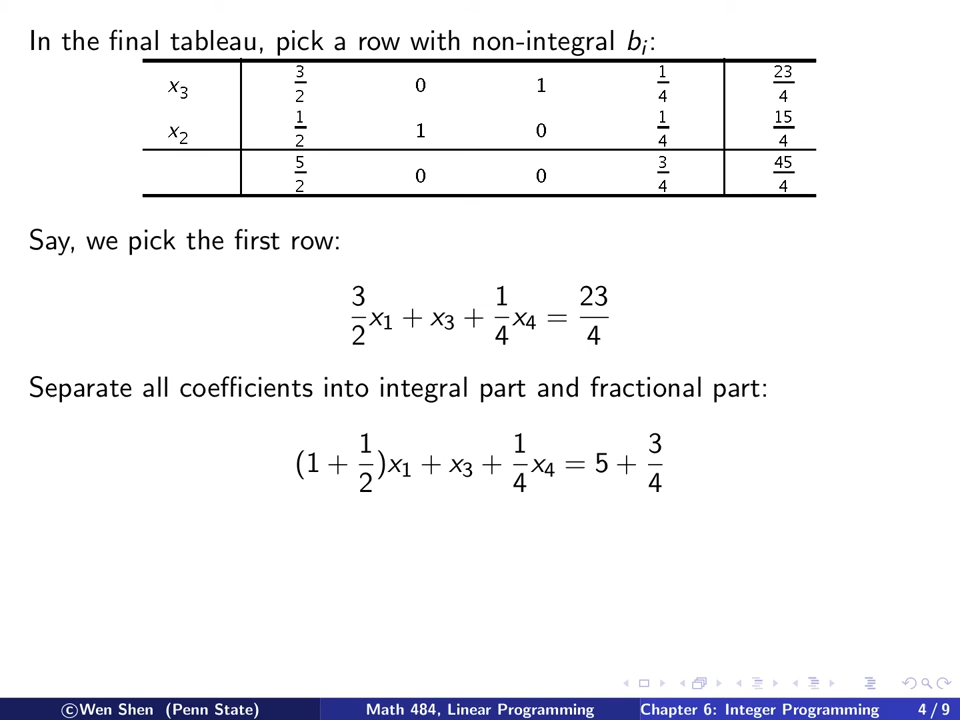 In the final tableau, pick a row with non-integral b_i:
x_3 3/2 0 1 1/4 23/4
x_2 1/2 1 0 1/4 15/4
5/2 0 0 3/4 45/4
Say, we pick the first row:
3/2 x_1 + x_3 + 1/4 x_4 = 23/4
Separate all coefficients into integral part and fractional part:
(1 + 1/2)x_1 + x_3 + 1/4 x_4 = 5 + 3/4
©Wen Shen (Penn State) Math 484, Linear Programming Chapter 6: Integer Programming 4 / 9